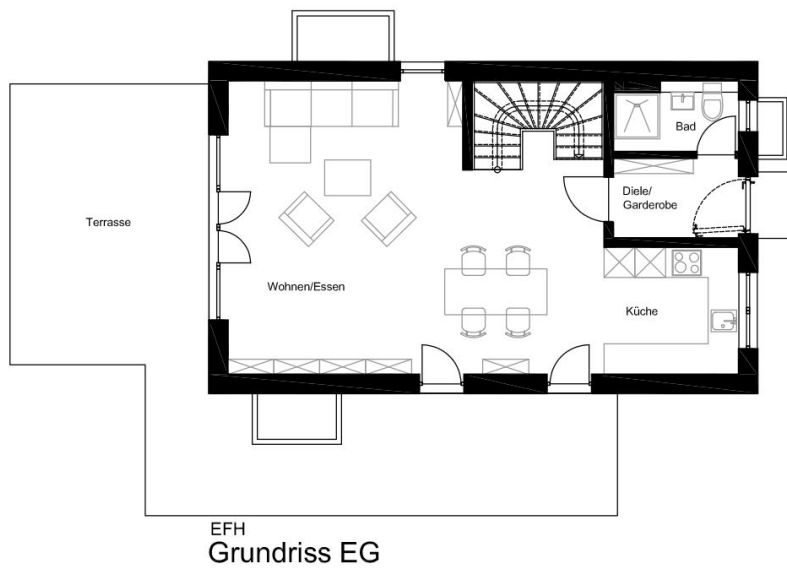 Bad
Diele/
Garderobe
Terrasse
Wohnen/Essen
Küche
EFH
Grundriss EG